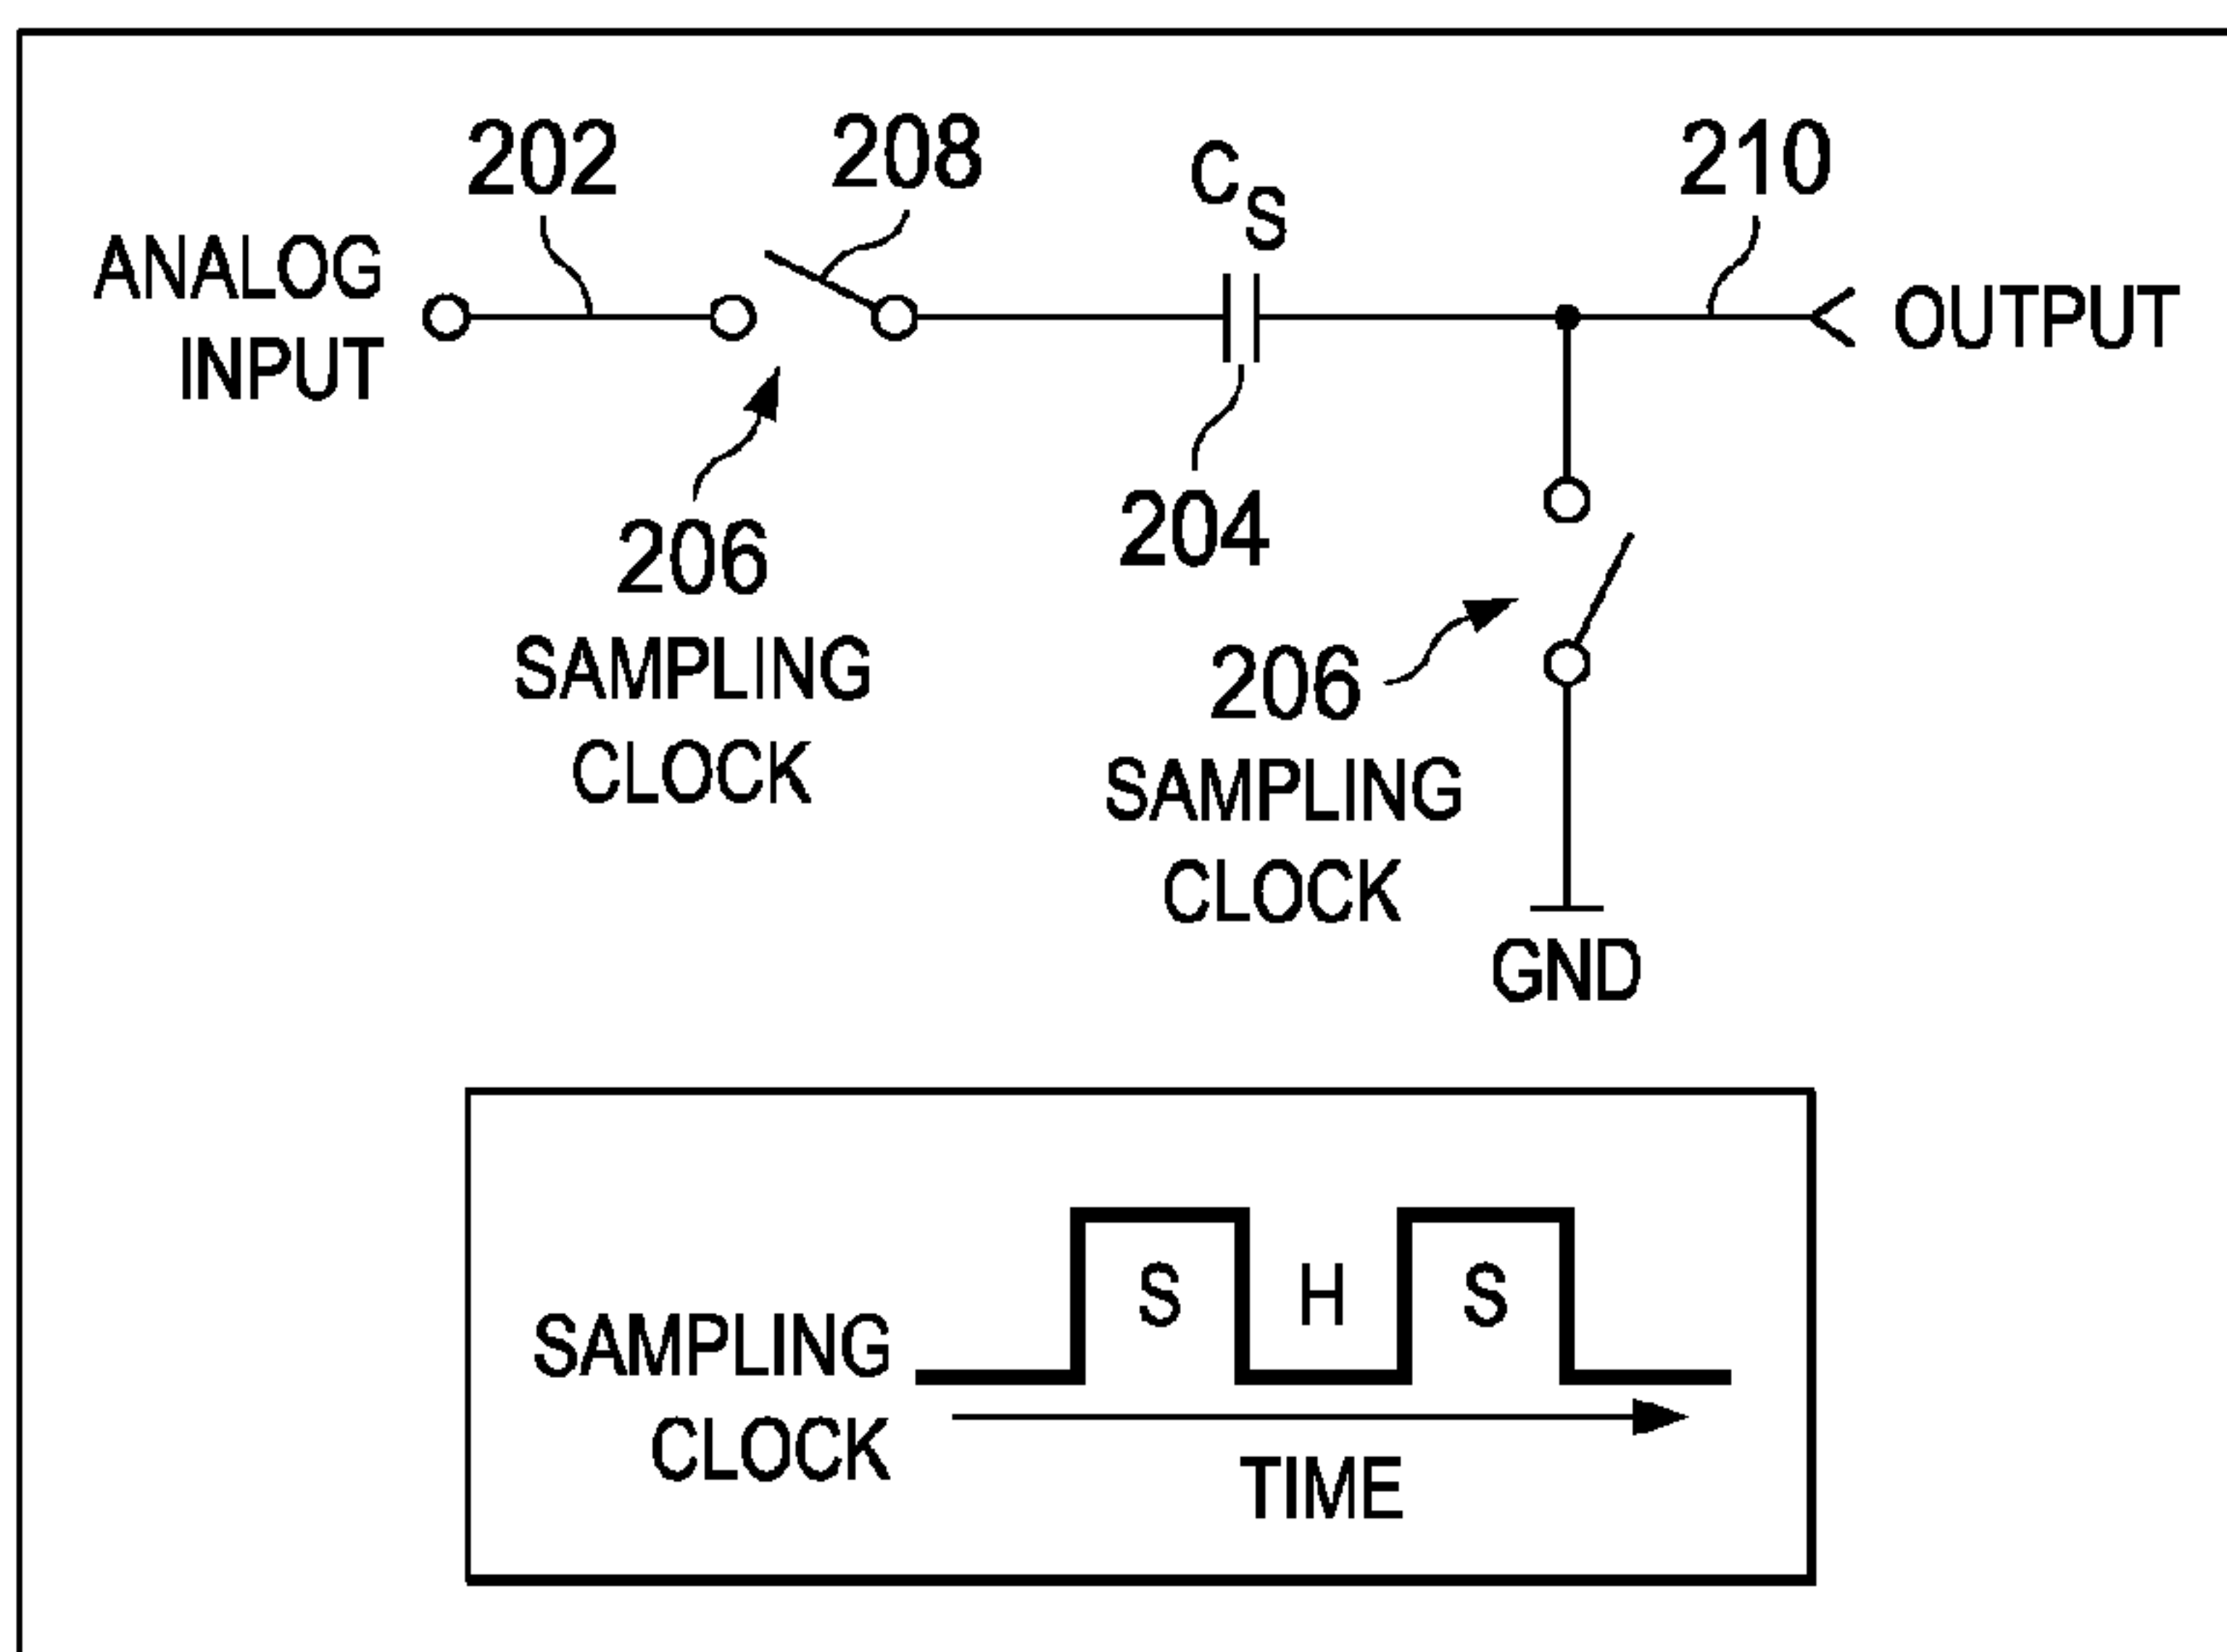 202
208
C_S
210
ANALOG
INPUT
OUTPUT
204
206
SAMPLING
CLOCK
206
SAMPLING
CLOCK
GND
S H S
SAMPLING
CLOCK
TIME